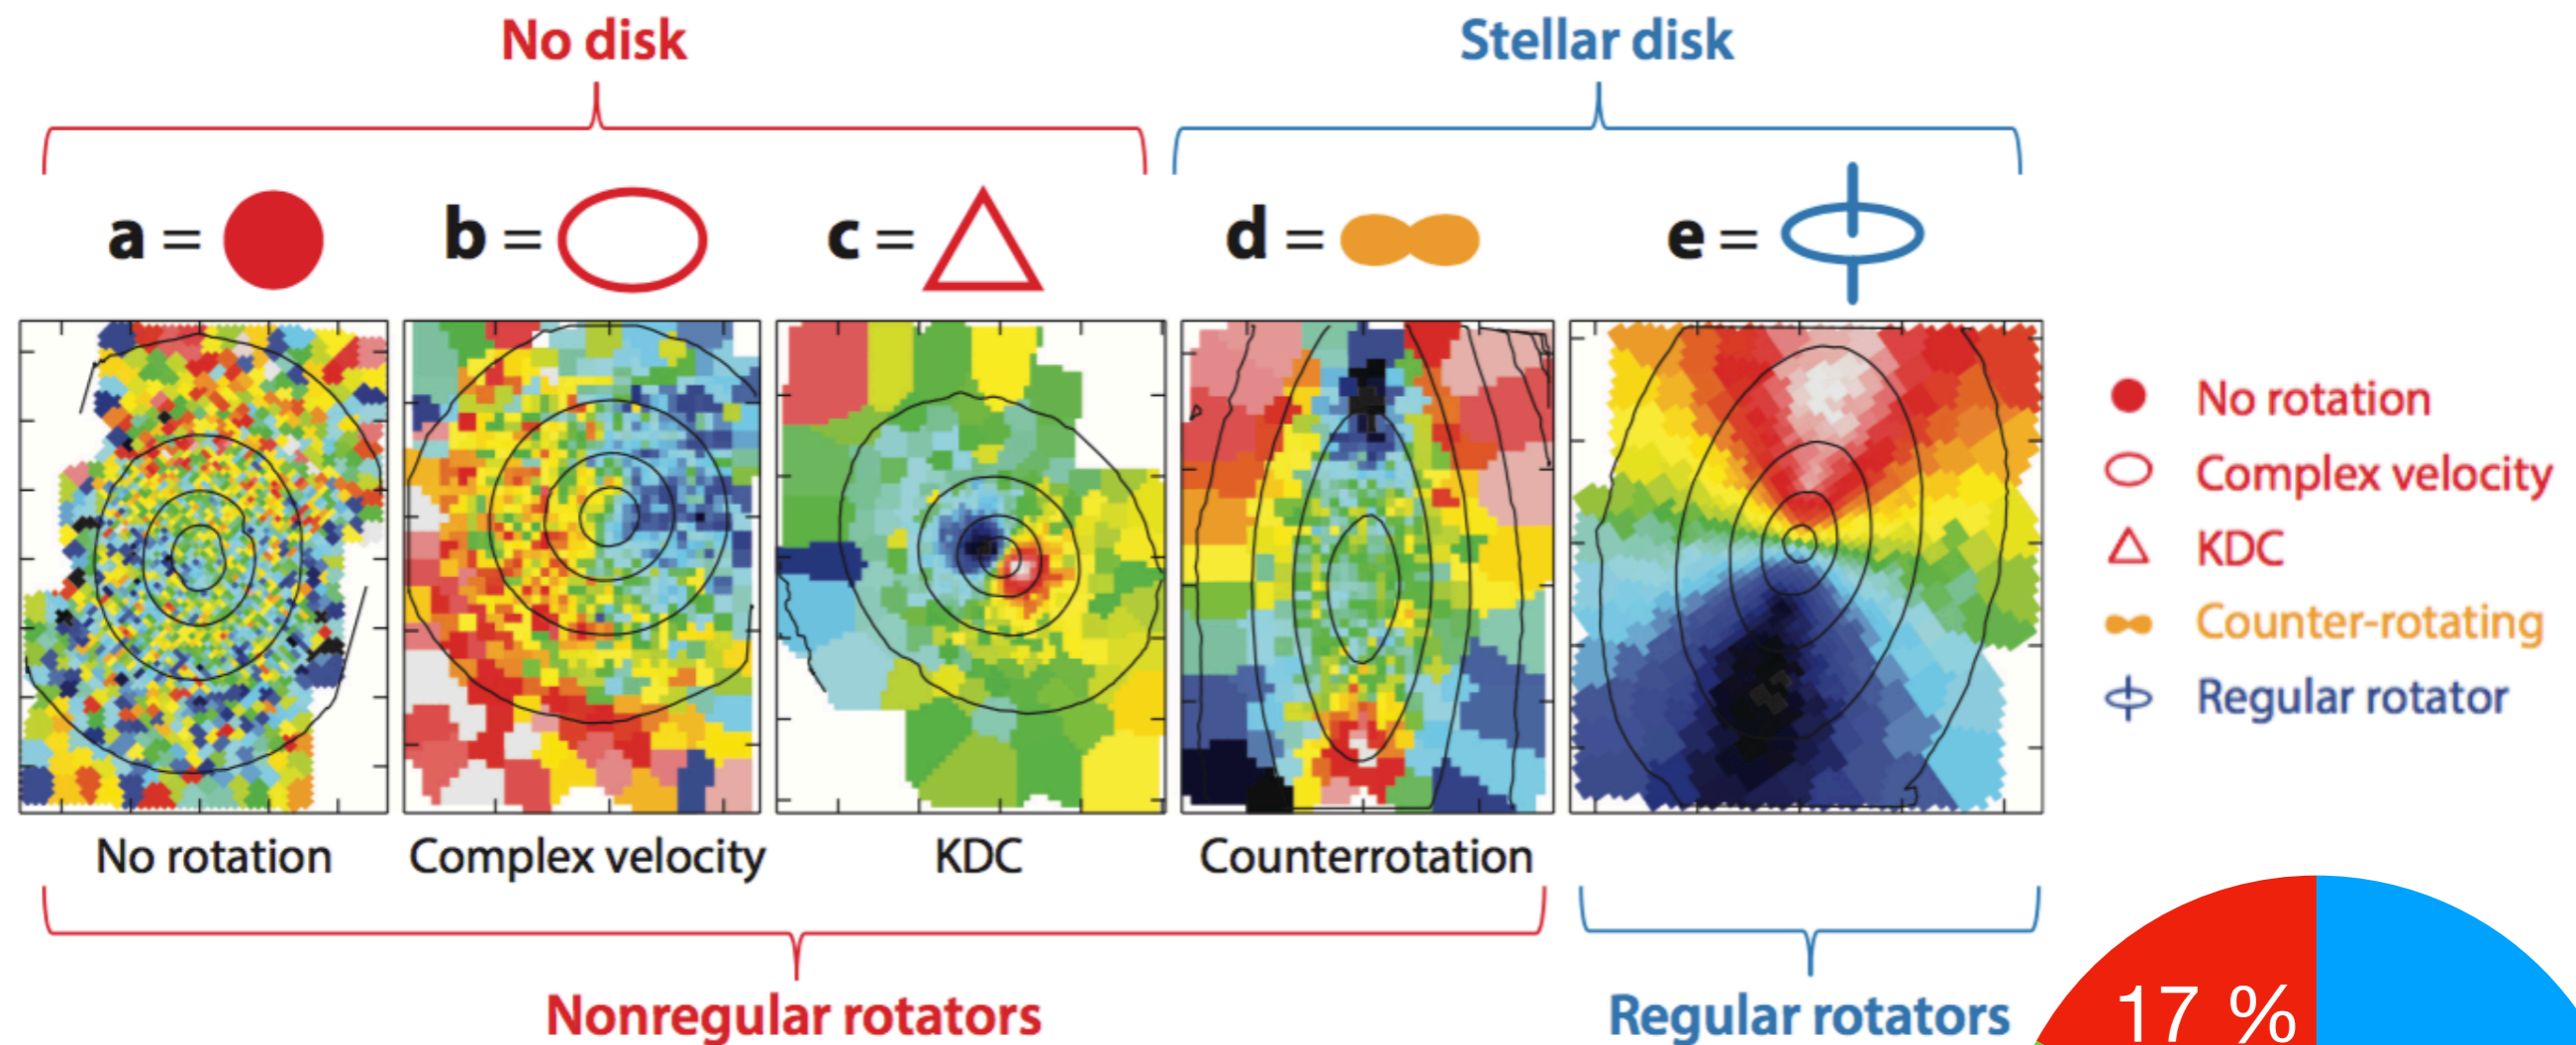 No disk
Stellar disk
a =
b =
c =
d =
e =
No rotation
Complex velocity
KDC
Counter-rotating
Regular rotator
No rotation
Complex velocity
KDC
Counterrotation
Nonregular rotators
Regular rotators
17 %